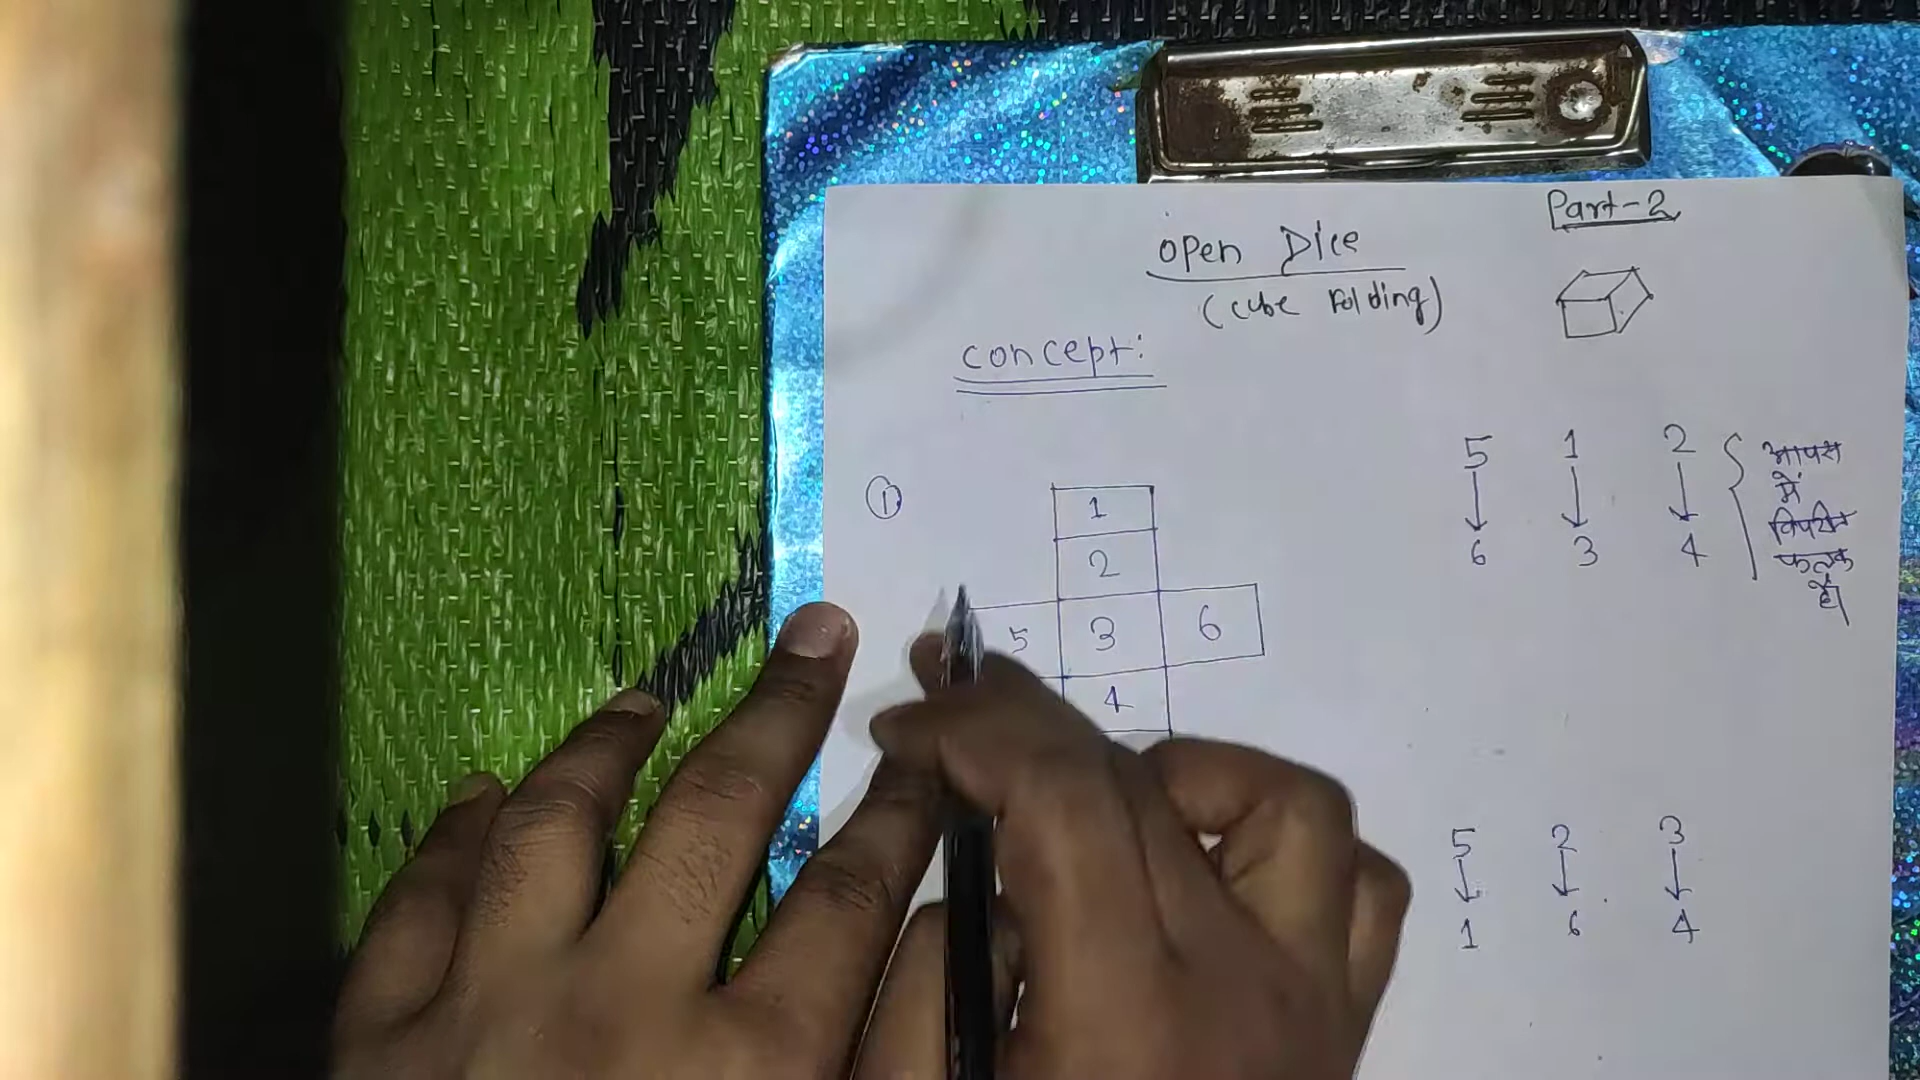 Part-2
open Dice
(cube Folding)
concept:
5 1 2
आपस
में
विपरीत
फलक
है।
6 3 4
①
1
2
5 3 6
4
5 2 3
1 6 4